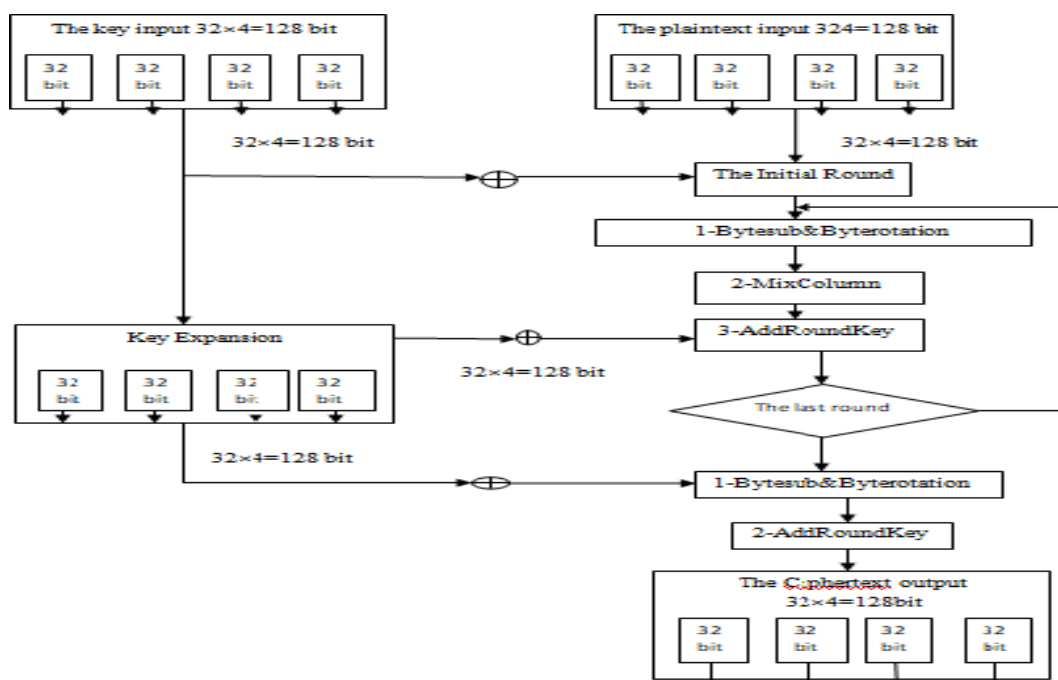 The key input 32×4=128 bit
32 32 32 32
bit bit bit bit
The plaintext input 324=128 bit
32 32 32 32
bit bit bit bit
32×4=128 bit
32×4=128 bit
The Initial Round
1-Bytesub&Byterotation
2-MixColumn
Key Expansion
3-AddRoundKey
32 32 32 32
bit bit bit bit
32×4=128 bit
The last round
32×4=128 bit
1-Bytesub&Byterotation
2-AddRoundKey
The Ciphertext output
32×4=128bit
32 32 32 32
bit bit bit bit